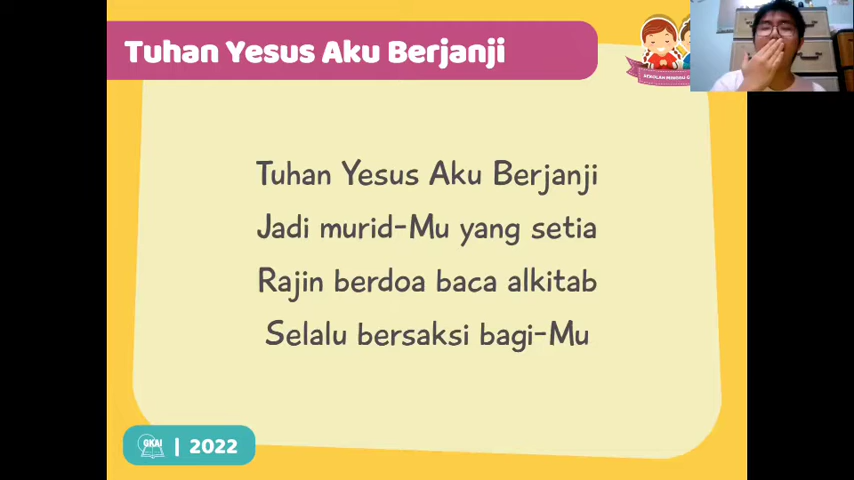 Tuhan Yesus Aku Berjanji
Tuhan Yesus Aku Berjanji
Jadi murid-Mu yang setia
Rajin berdoa baca alkitab
Selalu bersaksi bagi-Mu
GKAI | 2022